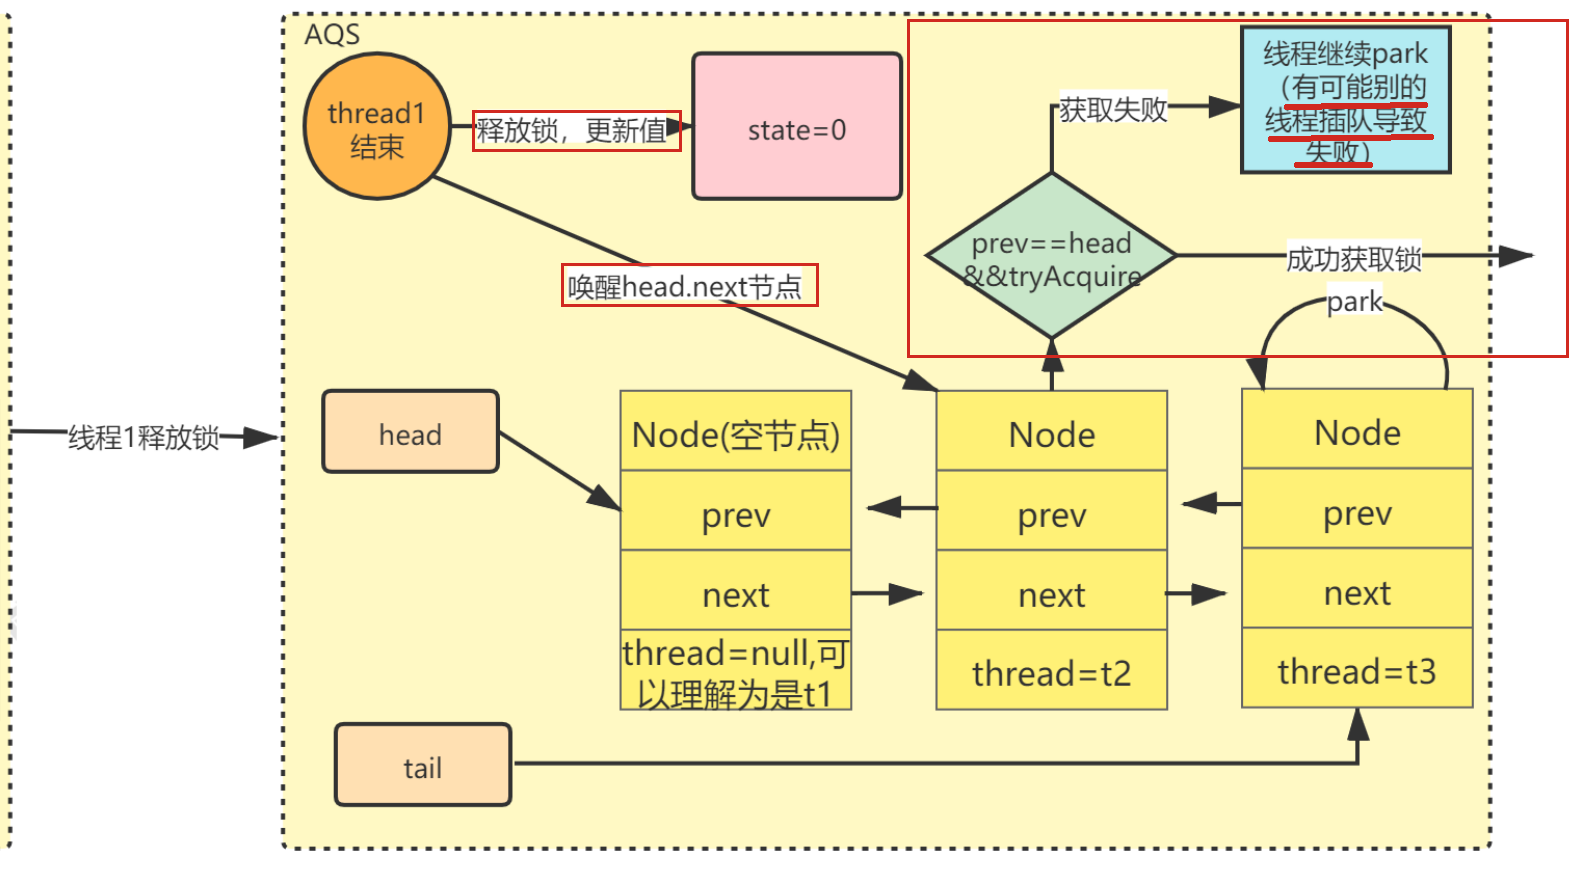 AQS
thread1
结束
释放锁，更新值
state=0
获取失败
线程继续park
（有可能别的
线程插队导致
失败）
prev==head
&&tryAcquire
成功获取锁
唤醒head.next节点
park
线程1释放锁
head
Node(空节点)
prev
next
thread=null,可
以理解为是t1
Node
prev
next
thread=t2
Node
prev
next
thread=t3
tail